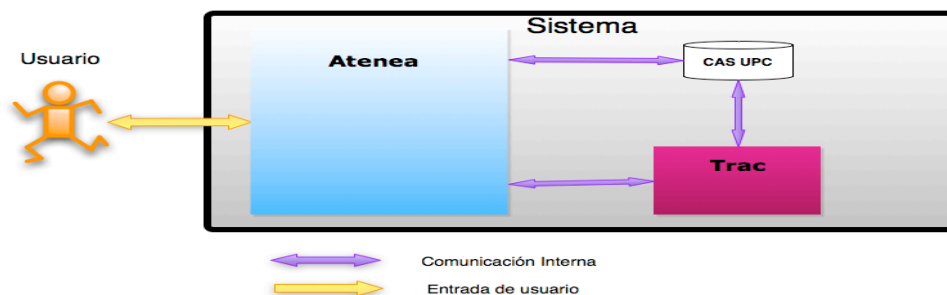 Sistema
Usuario
Atenea
CAS UPC
Trac
Comunicación Interna
Entrada de usuario